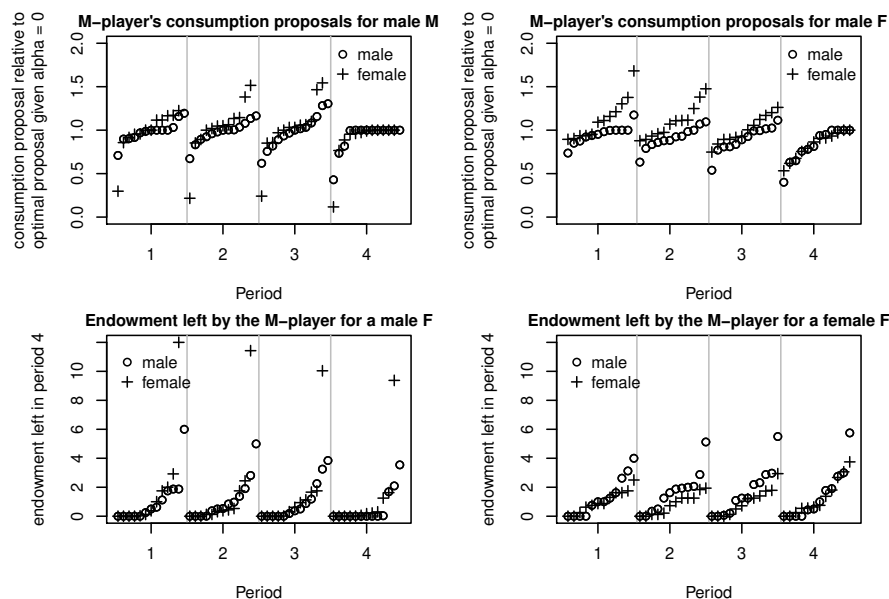 M−player's consumption proposals for male M
consumption proposal relative to
optimal proposal given alpha = 0
0.0 0.5 1.0 1.5 2.0
male
female
1 2 3 4
Period
M−player's consumption proposals for male F
consumption proposal relative to
optimal proposal given alpha = 0
0.0 0.5 1.0 1.5 2.0
male
female
1 2 3 4
Period
Endowment left by the M−player for a male F
endowment left in period 4
0 2 4 6 8 10
male
female
1 2 3 4
Period
Endowment left by the M−player for a female F
endowment left in period 4
0 2 4 6 8 10
male
female
1 2 3 4
Period